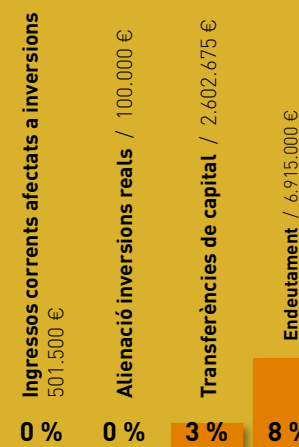 Ingressos corrents afectats a inversions
501.500 €
Alienació inversions reals / 100.000 €
Transferències de capital / 2.602.675 €
Endeutament / 6.915.000 €
0 %
0 %
3 %
8 %